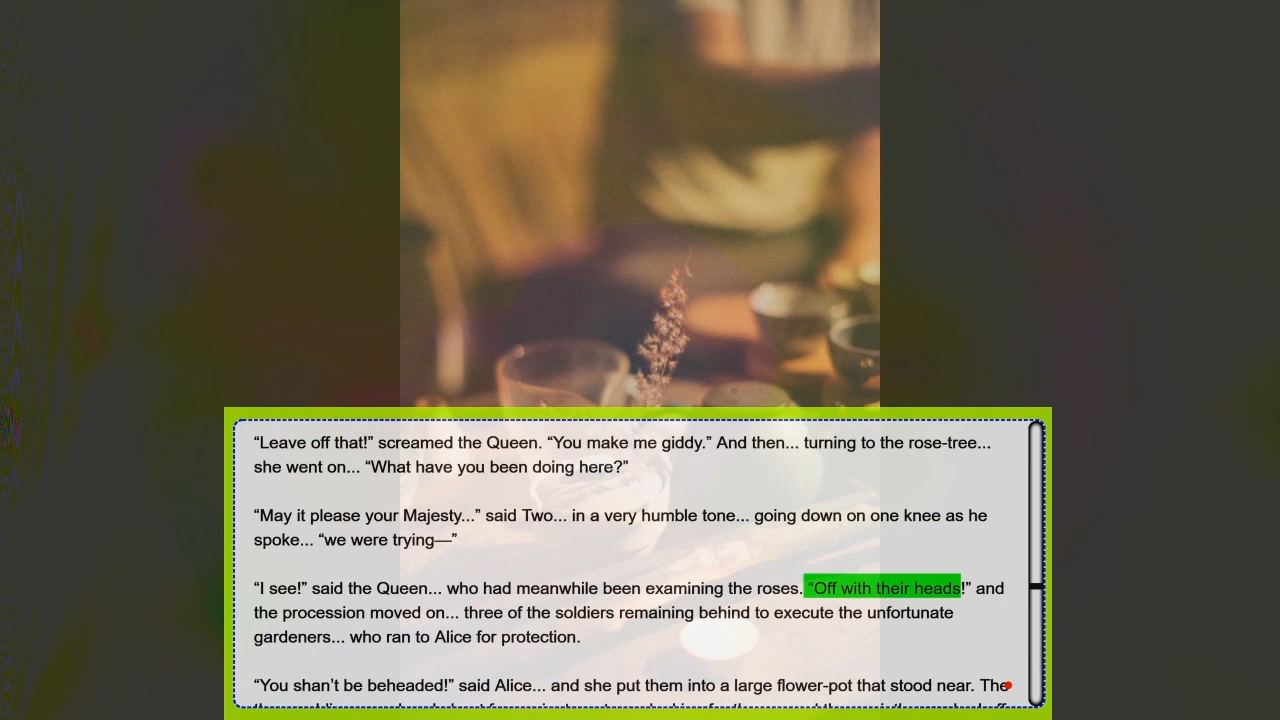 “Leave off that!” screamed the Queen. “You make me giddy.” And then... turning to the rose-tree...
she went on... “What have you been doing here?”
“May it please your Majesty...” said Two... in a very humble tone... going down on one knee as he
spoke... “we were trying—”
“I see!” said the Queen... who had meanwhile been examining the roses. “Off with their heads!” and
the procession moved on... three of the soldiers remaining behind to execute the unfortunate
gardeners... who ran to Alice for protection.
“You shan’t be beheaded!” said Alice... and she put them into a large flower-pot that stood near. The